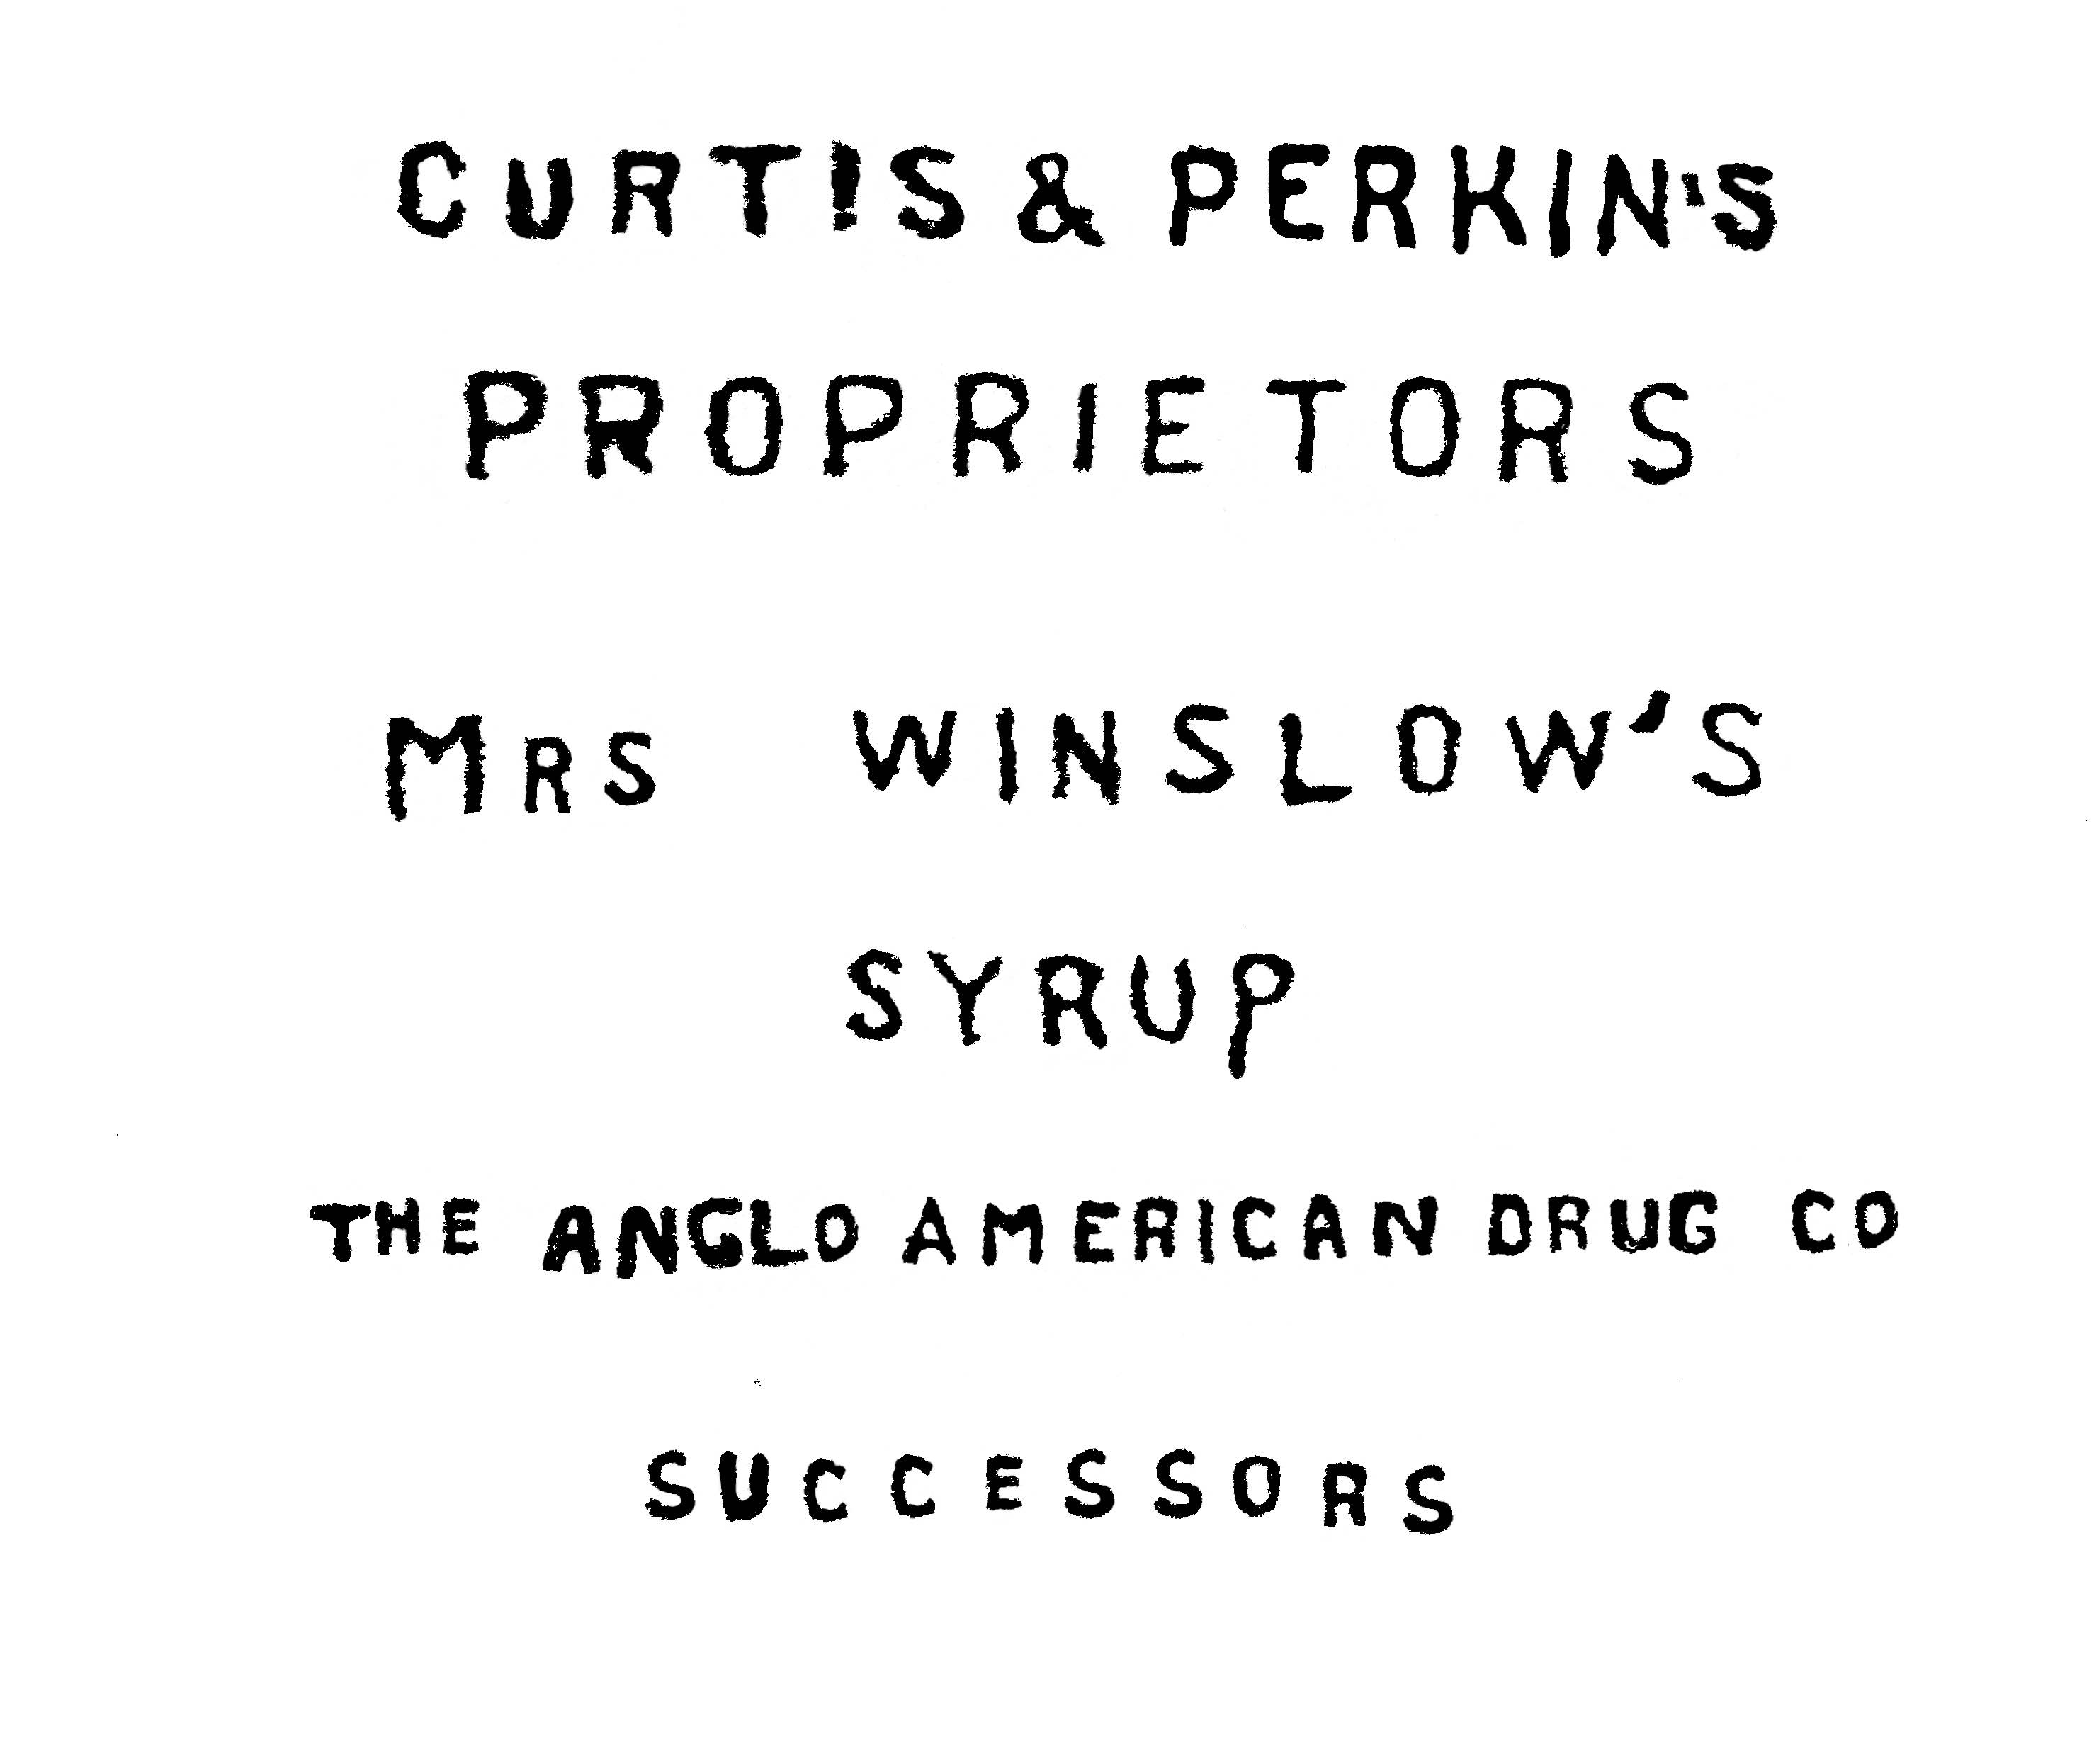 CURTIS & PERKIN'S
PROPRIETORS
MRS WINSLOW'S
SYRUP
THE ANGLO AMERICAN DRUG CO
SUCCESSORS